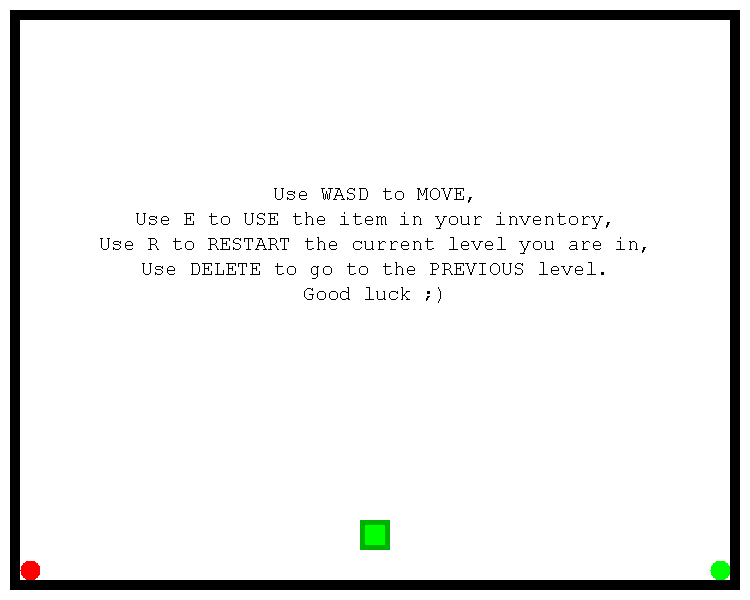 Use WASD to MOVE,
Use E to USE the item in your inventory,
Use R to RESTART the current level you are in,
Use DELETE to go to the PREVIOUS level.
Good luck ;)